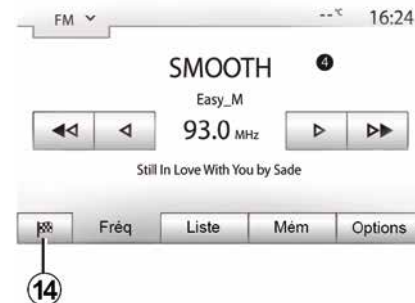 FM --°C 16:24
SMOOTH 4
Easy_M
93.0 MHz
Still In Love With You by Sade
Fréq Liste Mém Options
14